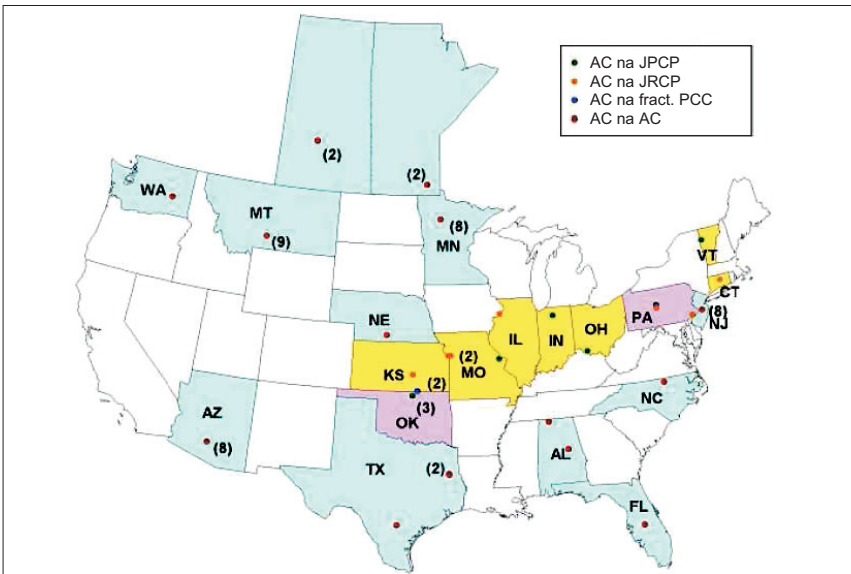 AC na JPCP
AC na JRCP
AC na fract. PCC
AC na AC
(2)
(2)
WA
MT
(9)
(8)
MN
VT
CT
NE
IL
IN
OH
PA
(8)
NJ
(2)
KS
MO
(2)
NC
AZ
(3)
OK
(8)
AL
TX
(2)
FL